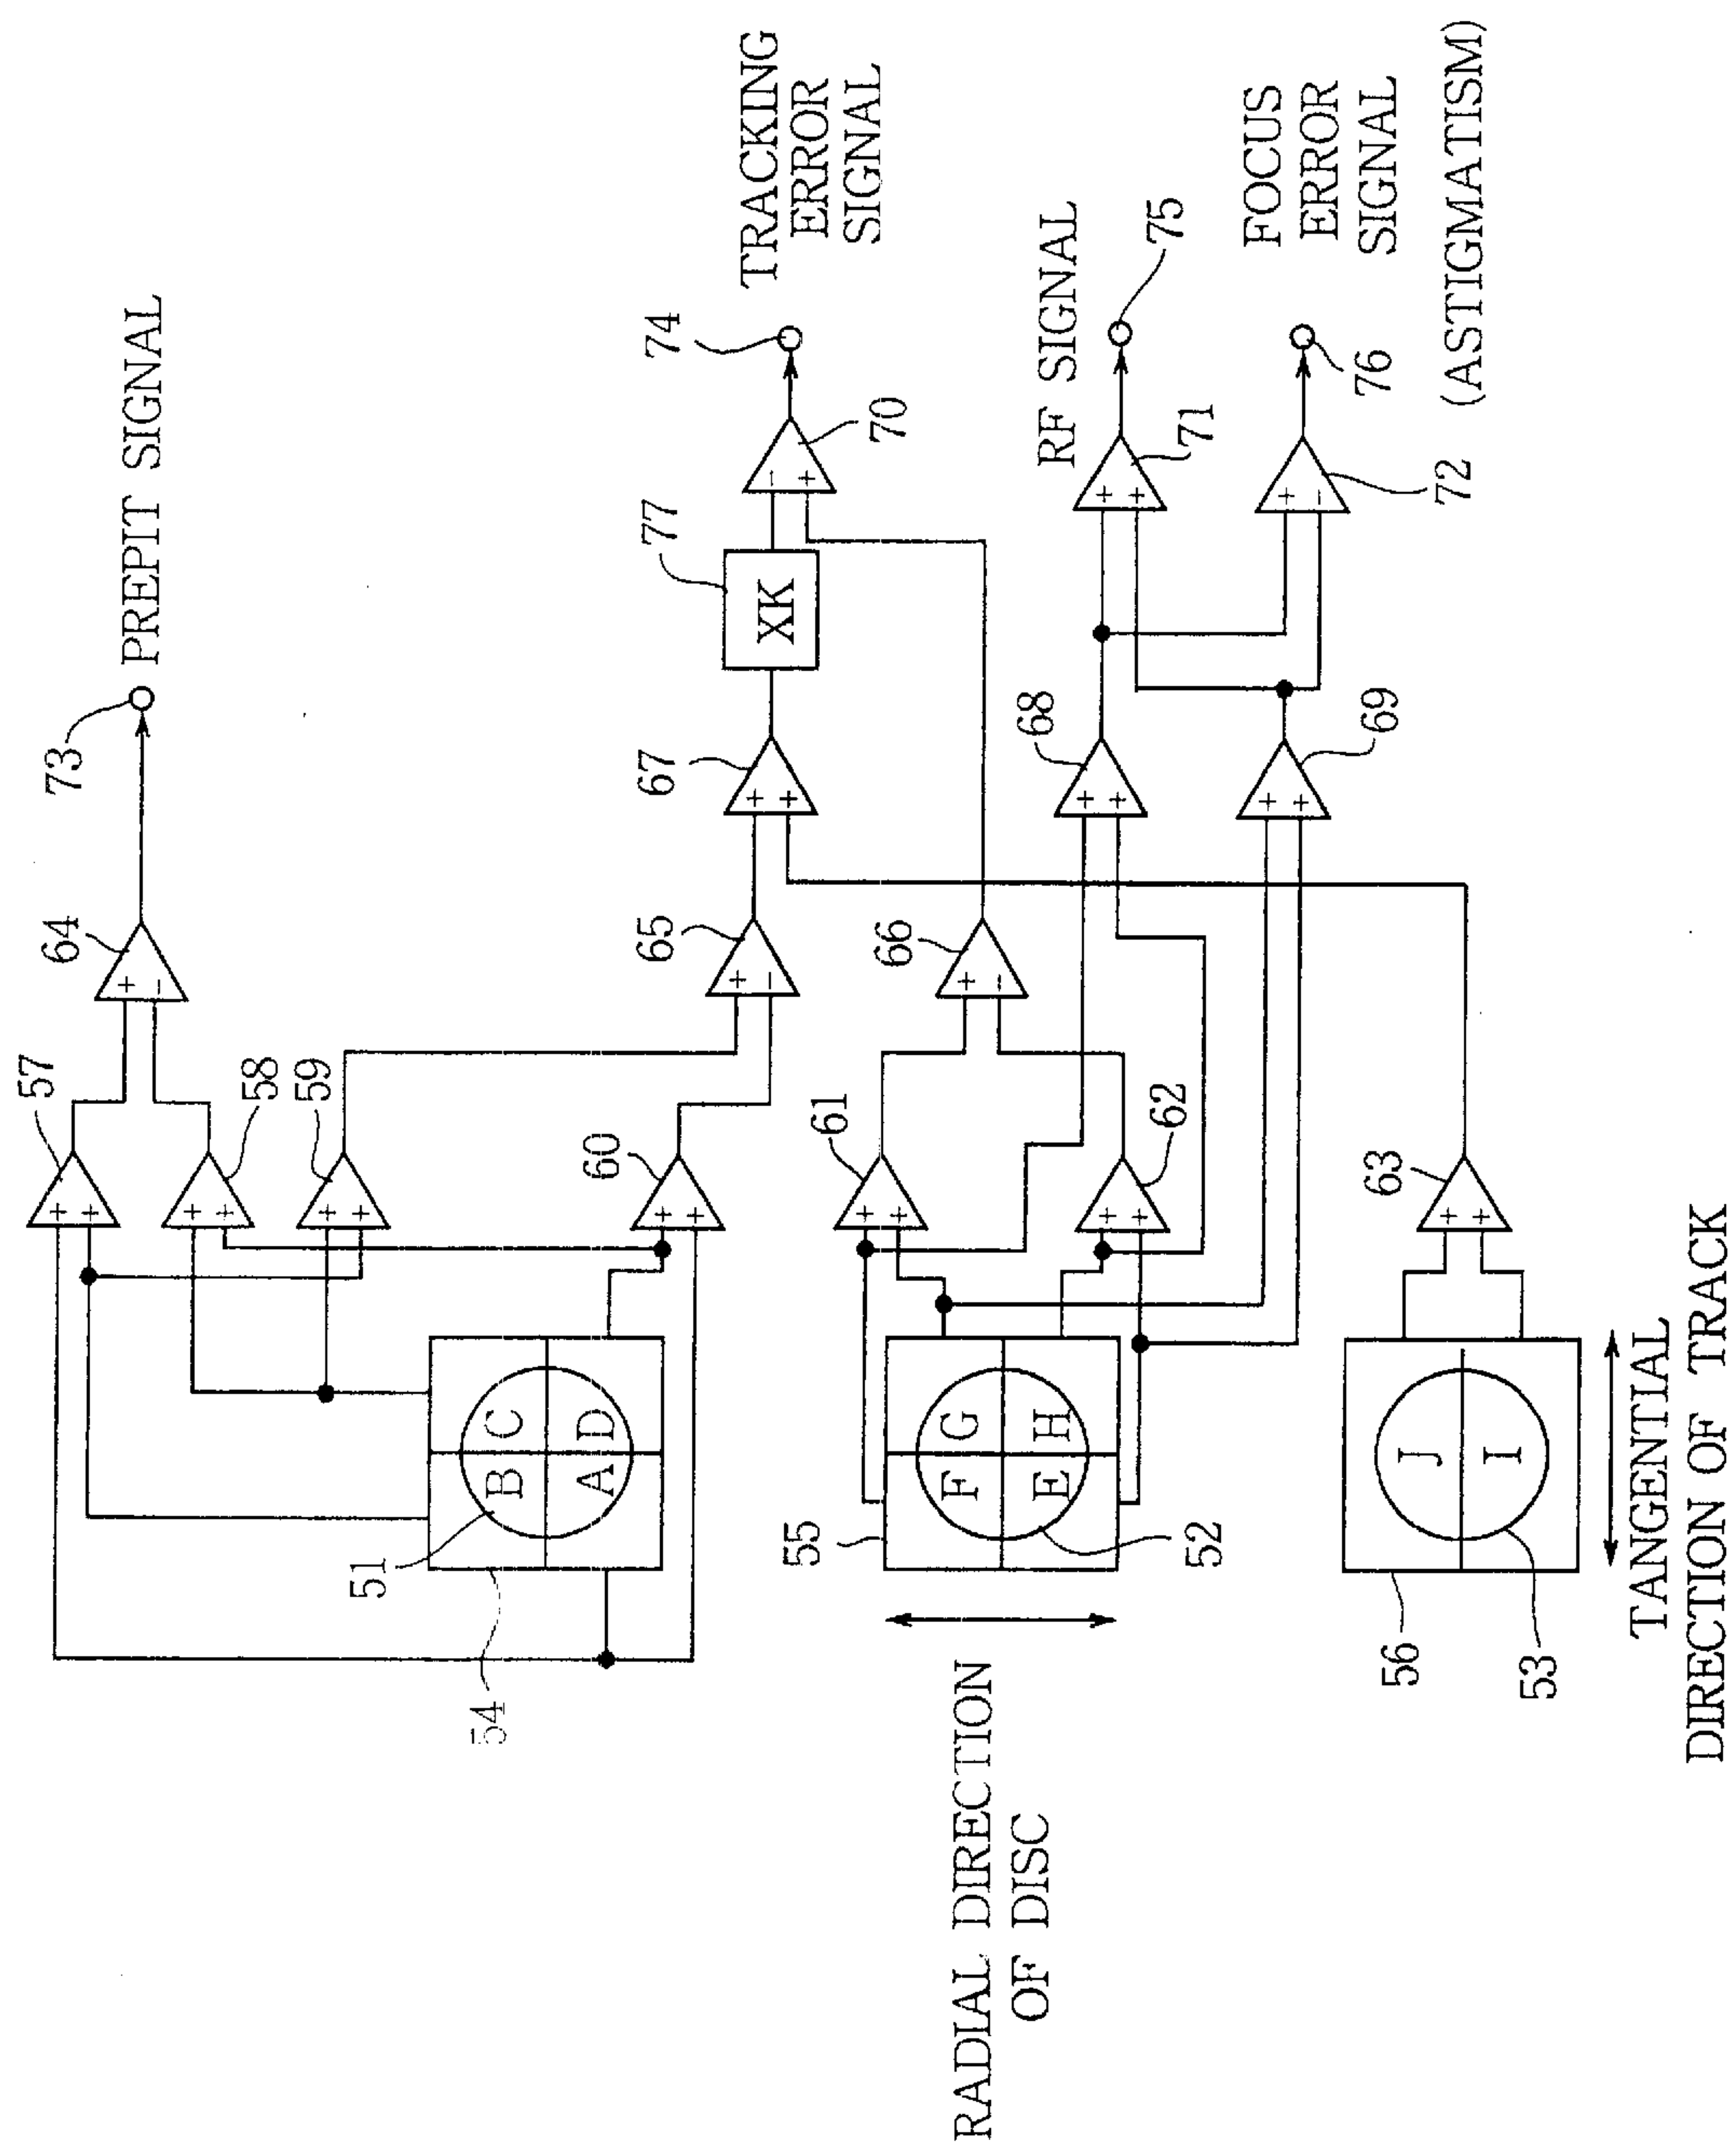 PREPIT SIGNAL
73
64
57
58
59
51
54
B
C
A
D
60
65
67
77
XK
70
74
TRACKING
ERROR
SIGNAL
61
66
62
55
F
G
E
H
52
RADIAL DIRECTION
OF DISC
68
69
RF SIGNAL
75
71
72
76
FOCUS
ERROR
SIGNAL
(ASTIGMATISM)
63
J
I
56
53
TANGENTIAL
DIRECTION OF TRACK
+
+
+
+
+
+
+
+
+
−
+
−
+
+
−
+
+
+
+
+
+
−
+
+
+
+
+
+
+
−
+
+